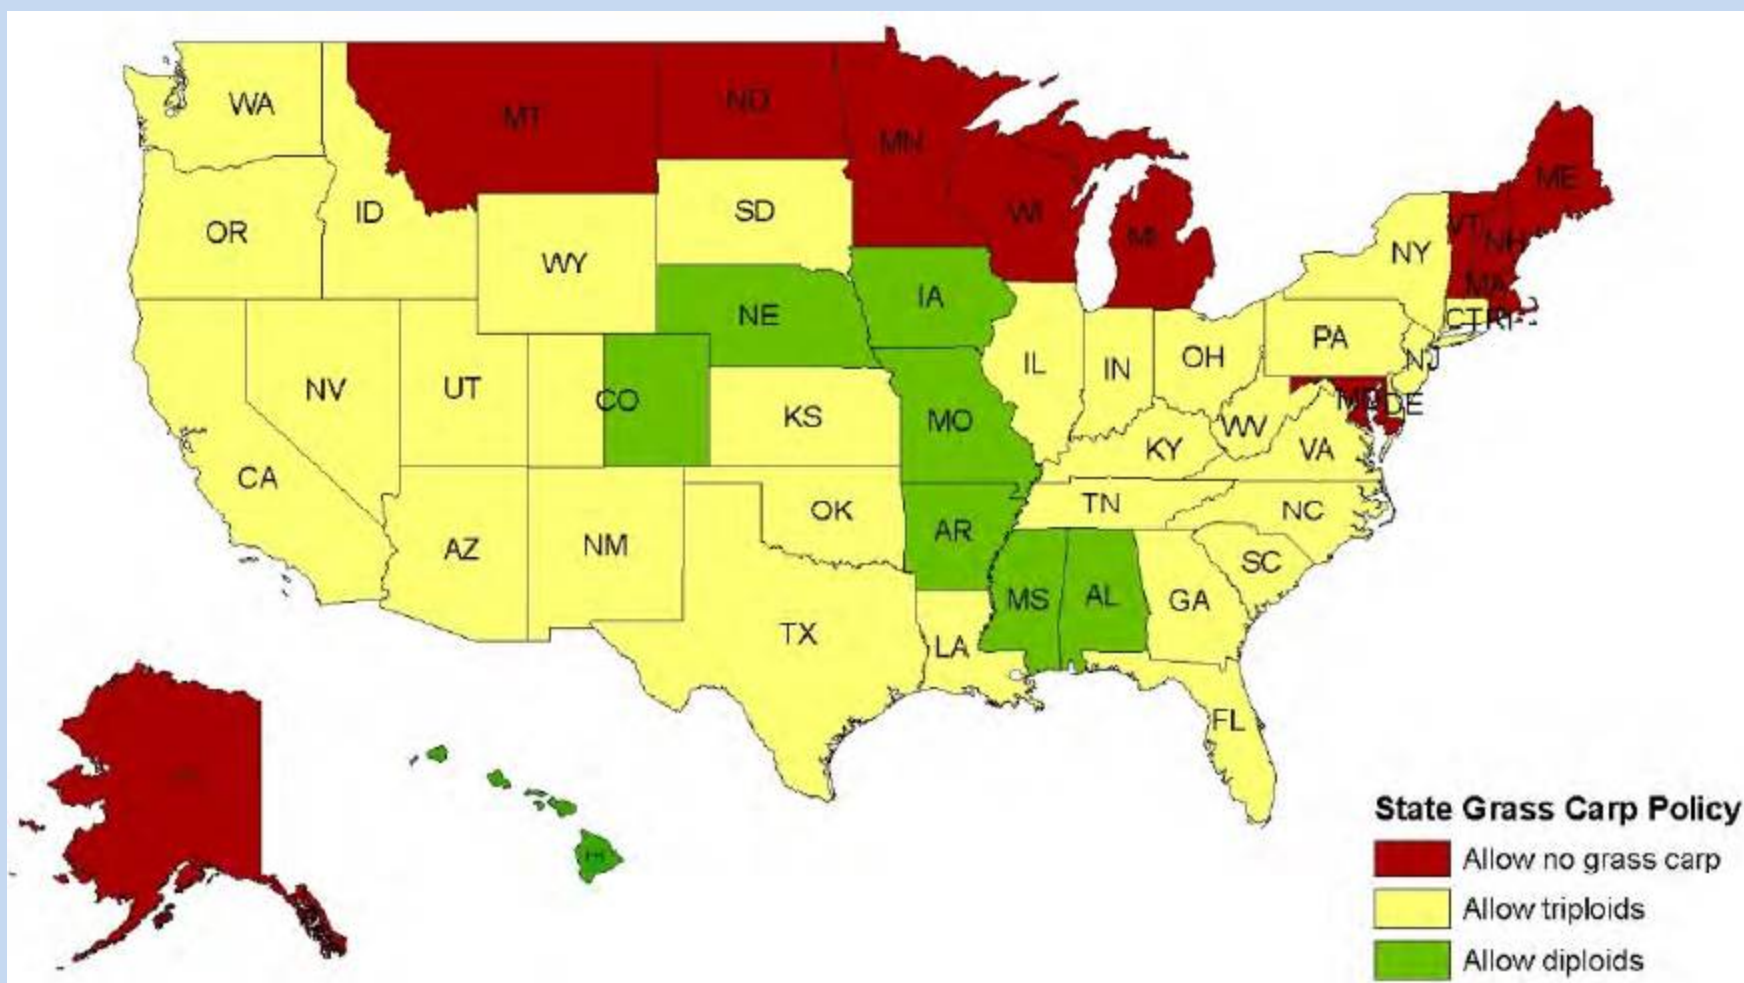 WA
MT
ND
MN
ME
OR
ID
SD
WI
MI
VT
NH
NY
WY
MA
NE
IA
CT RI
PA
NV
UT
CO
KS
MO
IL
IN
OH
NJ
MD
DE
WV
KY
VA
CA
AZ
NM
OK
AR
TN
NC
MS
AL
GA
SC
TX
LA
FL
HI
State Grass Carp Policy
Allow no grass carp
Allow triploids
Allow diploids